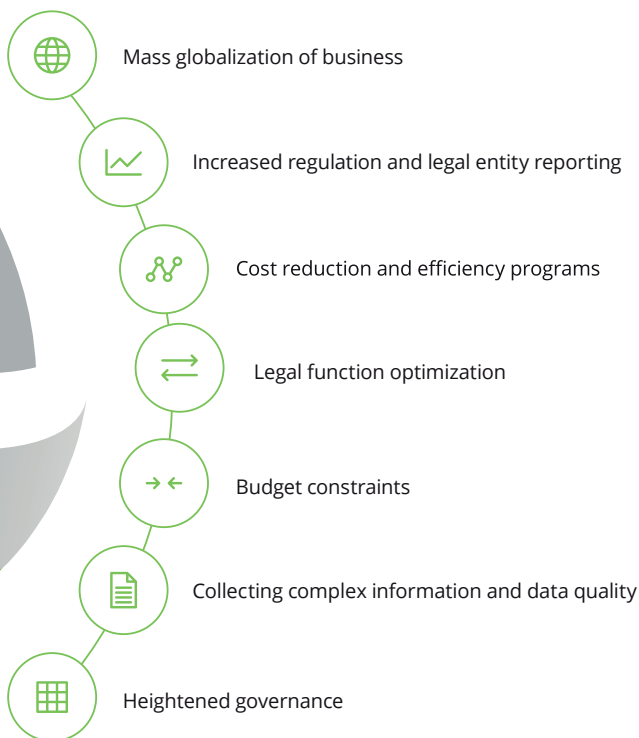 Mass globalization of business
Increased regulation and legal entity reporting
Cost reduction and efficiency programs
Legal function optimization
Budget constraints
Collecting complex information and data quality
Heightened governance